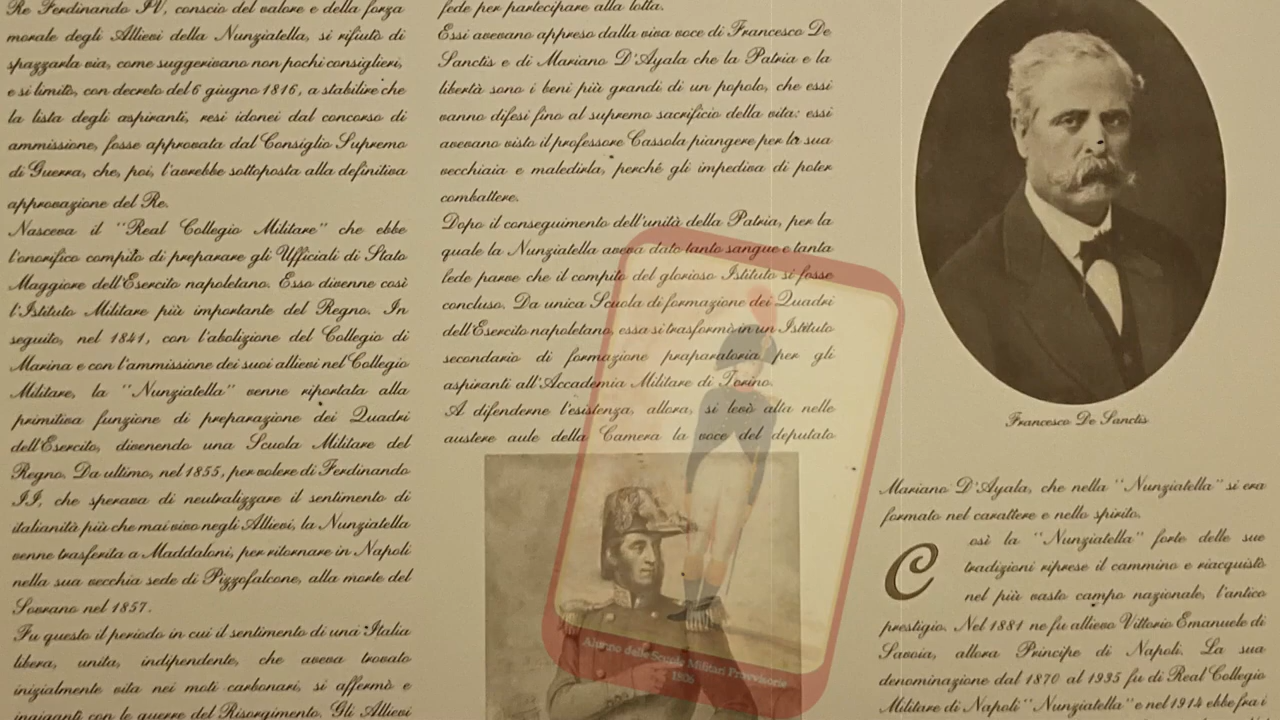 Re Ferdinando IV, conscio del valore e della forza
morale degli Allievi della Nunziatella, si rifiutò di
spazzarla via, come suggerivano non pochi consiglieri,
e si limitò, con decreto del 6 giugno 1816, a stabilire che
la lista degli aspiranti, resi idonei dal concorso di
ammissione, fosse approvata dal Consiglio Supremo
di Guerra, che, poi, l'avrebbe sottoposta alla definitiva
approvazione del Re.
Nasceva il "Real Collegio Militare" che ebbe
l'onorifico compito di preparare gli Ufficiali di Stato
Maggiore dell'Esercito napoletano. Esso divenne così
l'Istituto Militare più importante del Regno. In
seguito, nel 1841, con l'abolizione del Collegio di
Marina e con l'ammissione dei suoi allievi nel Collegio
Militare, la "Nunziatella" venne riportata alla
primitiva funzione di preparazione dei Quadri
dell'Esercito, divenendo una Scuola Militare del
Regno. Da ultimo, nel 1855, per volere di Ferdinando
II, che sperava di neutralizzare il sentimento di
italianità più che mai vivo negli Allievi, la Nunziatella
venne trasferita a Maddaloni, per ritornare in Napoli
nella sua vecchia sede di Pizzofalcone, alla morte del
Sovrano nel 1857.
Fu questo il periodo in cui il sentimento di una Italia
libera, unita, indipendente, che aveva trovato
inizialmente vita nei moti carbonari, si affermò e
ingigantì con le guerre del Risorgimento. Gli Allievi
fede per partecipare alla lotta.
Essi avevano appreso dalla viva voce di Francesco De
Sanctis e di Mariano D'Ayala che la Patria e la
libertà sono i beni più grandi di un popolo, che essi
vanno difesi fino al supremo sacrificio della vita: essi
avevano visto il professore Cassola piangere per la sua
vecchiaia e maledirla, perché gli impediva di poter
combattere.
Dopo il conseguimento dell'unità della Patria, per la
quale la Nunziatella aveva dato tanto sangue e tanta
fede parve che il compito del glorioso Istituto si fosse
concluso. Da unica Scuola di formazione dei Quadri
dell'Esercito napoletano, essa si trasformò in un Istituto
secondario di formazione preparatoria per gli
aspiranti all'Accademia Militare di Torino.
A difenderne l'esistenza, allora, si levò alta nelle
austere aule della Camera la voce del deputato
Alunno delle Scuole Militari Provvisorie
1806
Francesco De Sanctis
Mariano D'Ayala, che nella "Nunziatella" si era
formato nel carattere e nello spirito.
Così la "Nunziatella" forte delle sue
tradizioni riprese il cammino e riacquistò
nel più vasto campo nazionale, l'antico
prestigio. Nel 1881 ne fu allievo Vittorio Emanuele di
Savoia, allora Principe di Napoli. La sua
denominazione dal 1870 al 1935 fu di Real Collegio
Militare di Napoli "Nunziatella" e nel 1914 ebbe fra i